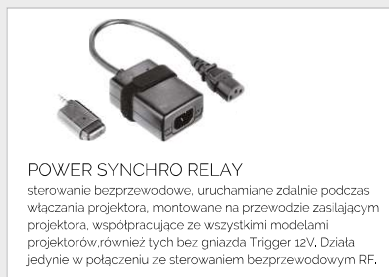 POWER SYNCHRO RELAY
sterowanie bezprzewodowe, uruchamiane zdalnie podczas
włączania projektora, montowane na przewodzie zasilającym
projektora, współpracujące ze wszystkimi modelami
projektorów,również tych bez gniazda Trigger 12V. Działa
jedynie w połączeniu ze sterowaniem bezprzewodowym RF.